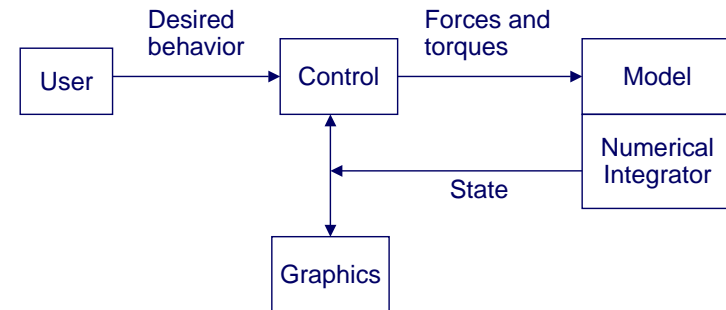 Desired
behavior
Forces and
torques
User
Control
Model
Numerical
Integrator
State
Graphics